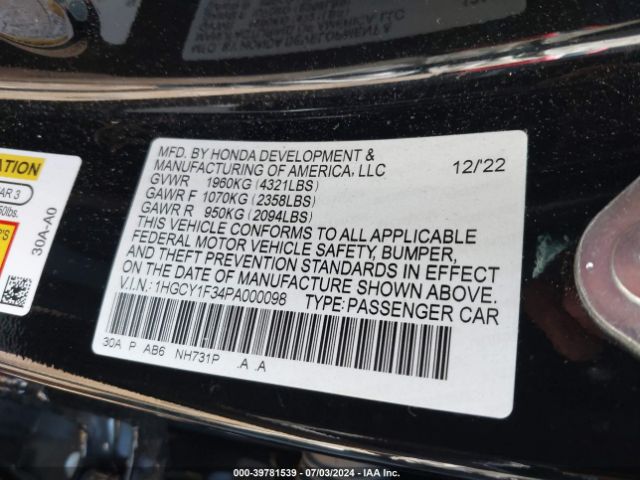 MFD. BY HONDA DEVELOPMENT &
MANUFACTURING OF AMERICA, LLC 12/'22
GVWR 1960KG (4321LBS)
GAWR F 1070KG (2358LBS)
GAWR R 950KG (2094LBS)
THIS VEHICLE CONFORMS TO ALL APPLICABLE
FEDERAL MOTOR VEHICLE SAFETY, BUMPER,
AND THEFT PREVENTION STANDARDS IN EFFECT
ON THE DATE OF MANUFACTURE SHOWN ABOVE.
V.I.N.: 1HGCY1F34PA000098 TYPE: PASSENGER CAR
30A P AB6 NH731P .A .A
30A-A0
000-39781539 - 07/03/2024 - IAA Inc.